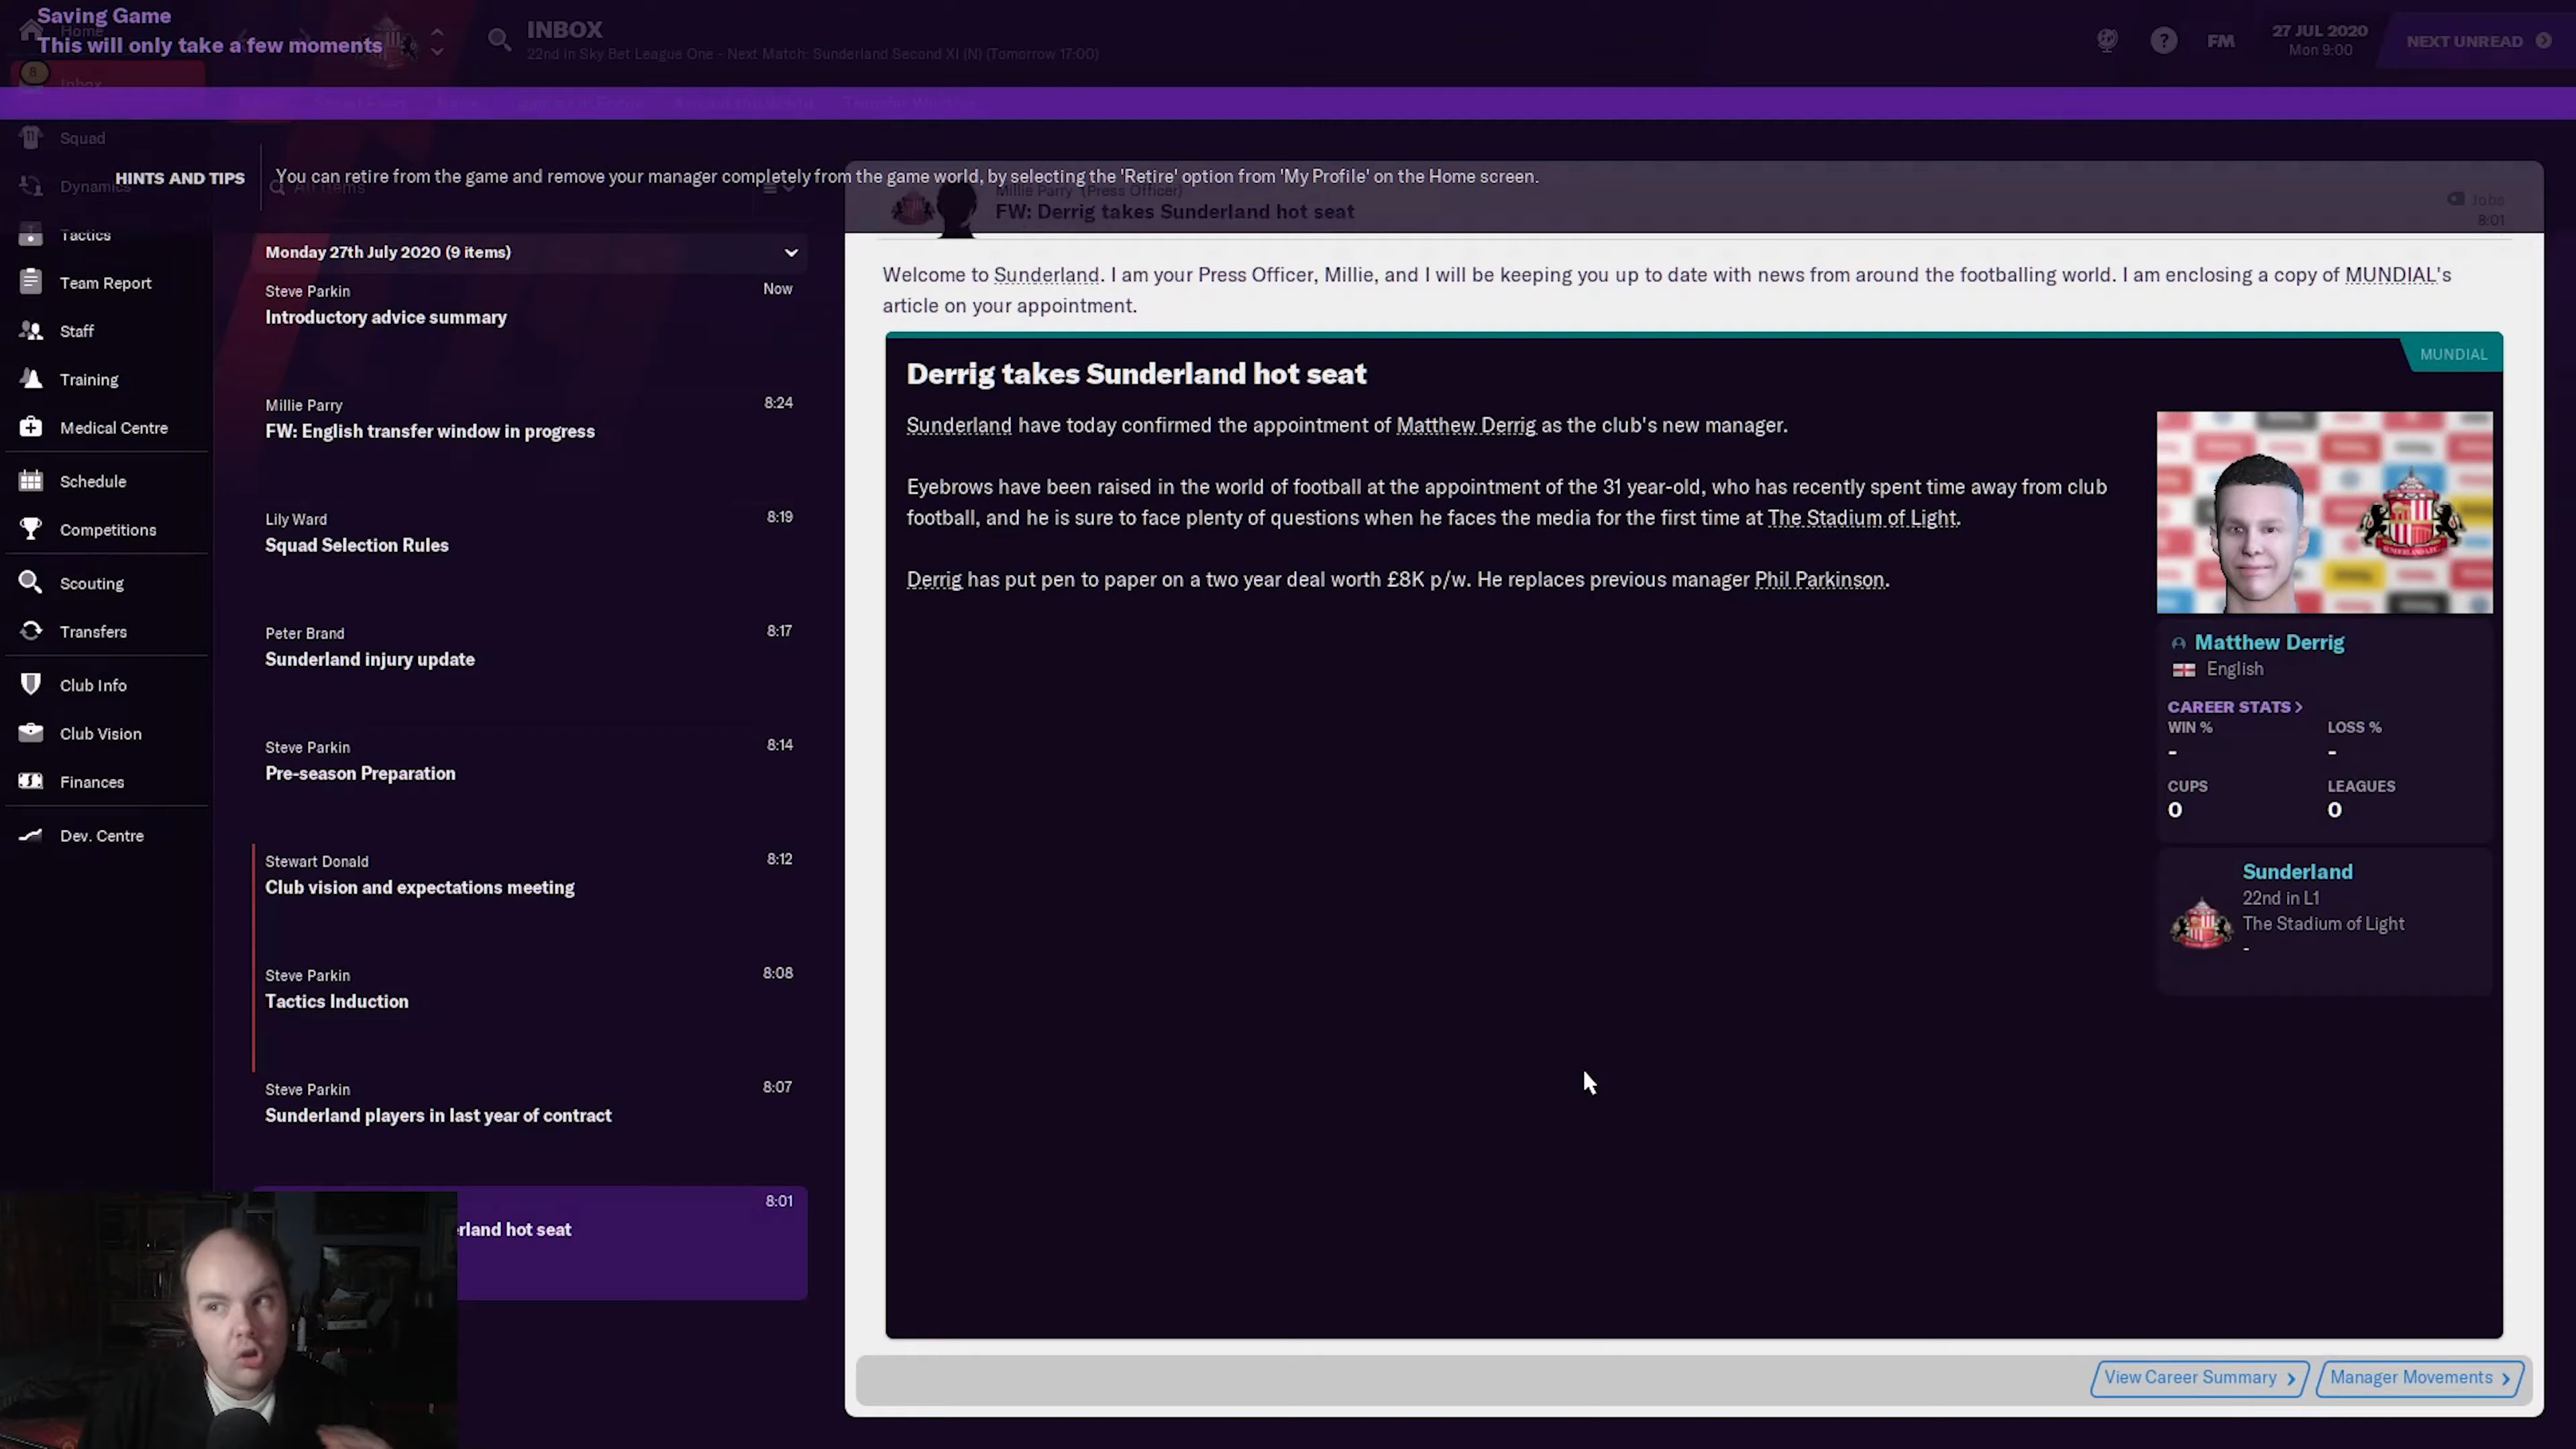 Saving Game
This will only take a few moments
Home
INBOX
22nd in Sky Bet League One - Next Match: Sunderland Second XI (N) (Tomorrow 17:00)
?
FM
27 JUL 2020
Mon 9:00
NEXT UNREAD
8
Inbox
Squad
Dynamics
Tactics
Team Report
Staff
Training
Medical Centre
Schedule
Competitions
Scouting
Transfers
Club Info
Club Vision
Finances
Dev. Centre
HINTS AND TIPS
You can retire from the game and remove your manager completely from the game world, by selecting the 'Retire' option from 'My Profile' on the Home screen.
All Items
Monday 27th July 2020 (9 items)
Steve Parkin
Now
Introductory advice summary
Millie Parry
8:24
FW: English transfer window in progress
Lily Ward
8:19
Squad Selection Rules
Peter Brand
8:17
Sunderland injury update
Steve Parkin
8:14
Pre-season Preparation
Stewart Donald
8:12
Club vision and expectations meeting
Steve Parkin
8:08
Tactics Induction
Steve Parkin
8:07
Sunderland players in last year of contract
8:01
rland hot seat
Millie Parry (Press Officer)
FW: Derrig takes Sunderland hot seat
Jobs
8:01
Welcome to Sunderland. I am your Press Officer, Millie, and I will be keeping you up to date with news from around the footballing world. I am enclosing a copy of MUNDIAL's
article on your appointment.
MUNDIAL
Derrig takes Sunderland hot seat
Sunderland have today confirmed the appointment of Matthew Derrig as the club's new manager.
Eyebrows have been raised in the world of football at the appointment of the 31 year-old, who has recently spent time away from club
football, and he is sure to face plenty of questions when he faces the media for the first time at The Stadium of Light.
Derrig has put pen to paper on a two year deal worth £8K p/w. He replaces previous manager Phil Parkinson.
Matthew Derrig
English
CAREER STATS
WIN %
LOSS %
-
-
CUPS
LEAGUES
0
0
Sunderland
22nd in L1
The Stadium of Light
-
View Career Summary
Manager Movements